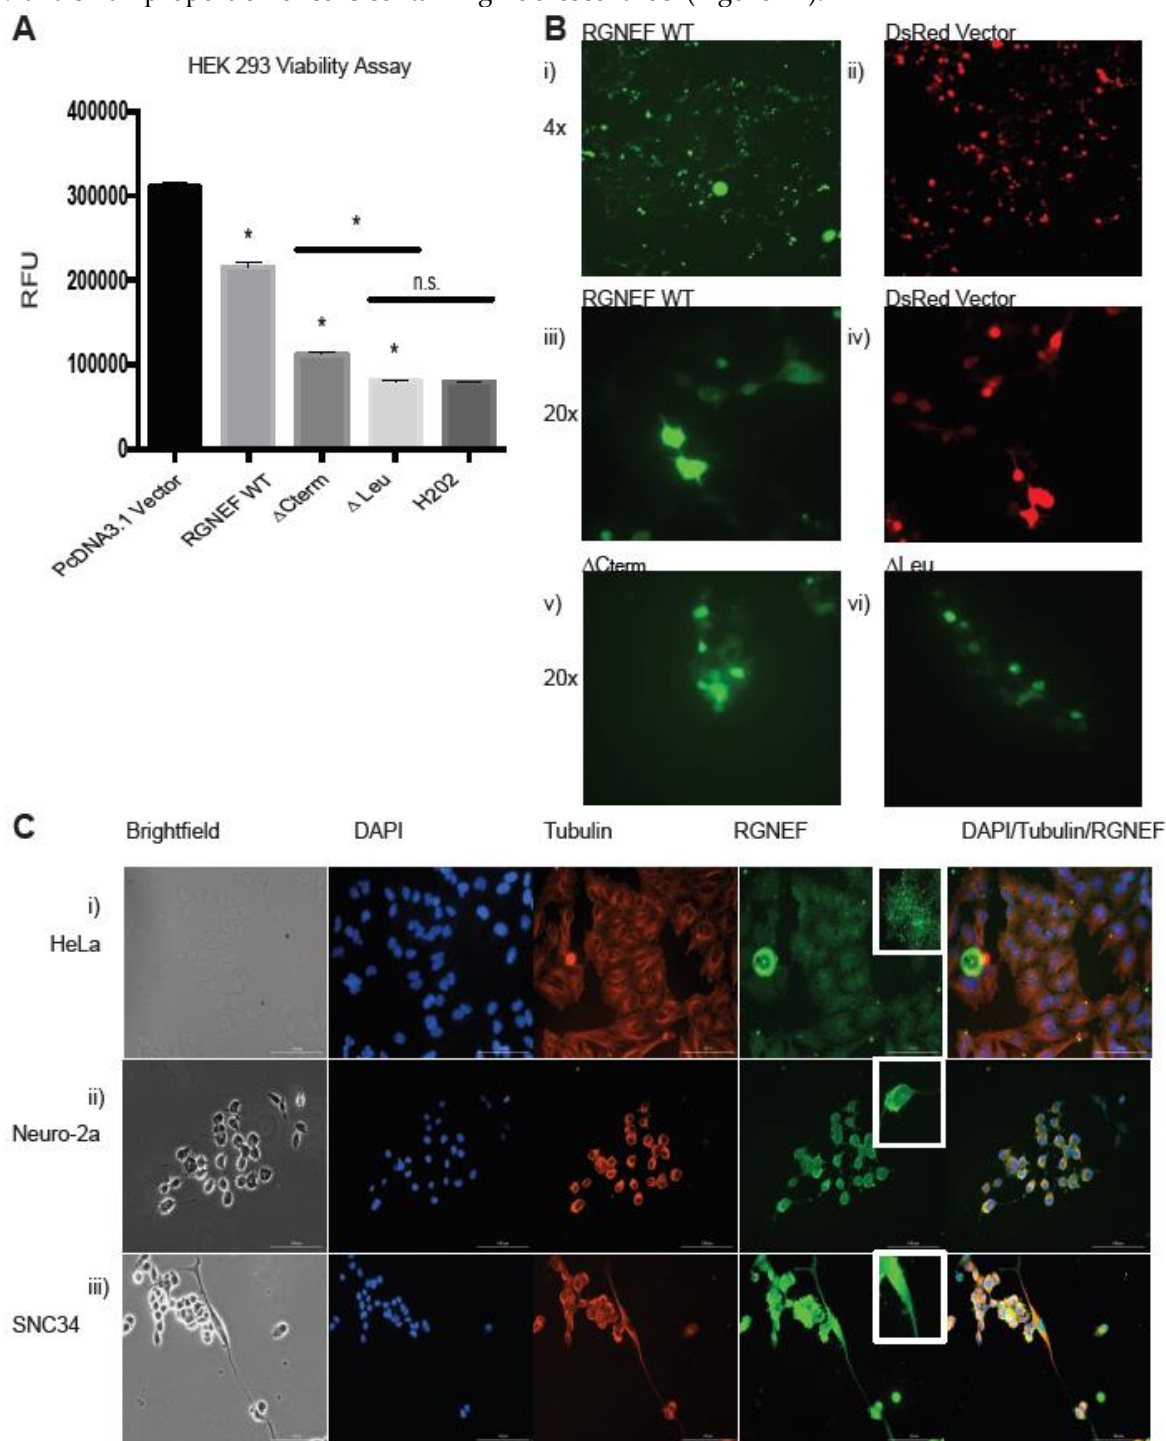 A
HEK 293 Viability Assay
400000
300000
200000
100000
0
RFU
*
*
*
*
n.s.
PcDNA3.1 Vector
RGNEF WT
ΔCterm
Δ Leu
H202
B
RGNEF WT
DsRed Vector
i)
ii)
4x
RGNEF WT
DsRed Vector
iii)
iv)
20x
ΔCterm
ΔLeu
v)
vi)
20x
C
Brightfield
DAPI
Tubulin
RGNEF
DAPI/Tubulin/RGNEF
i)
HeLa
ii)
Neuro-2a
iii)
SNC34